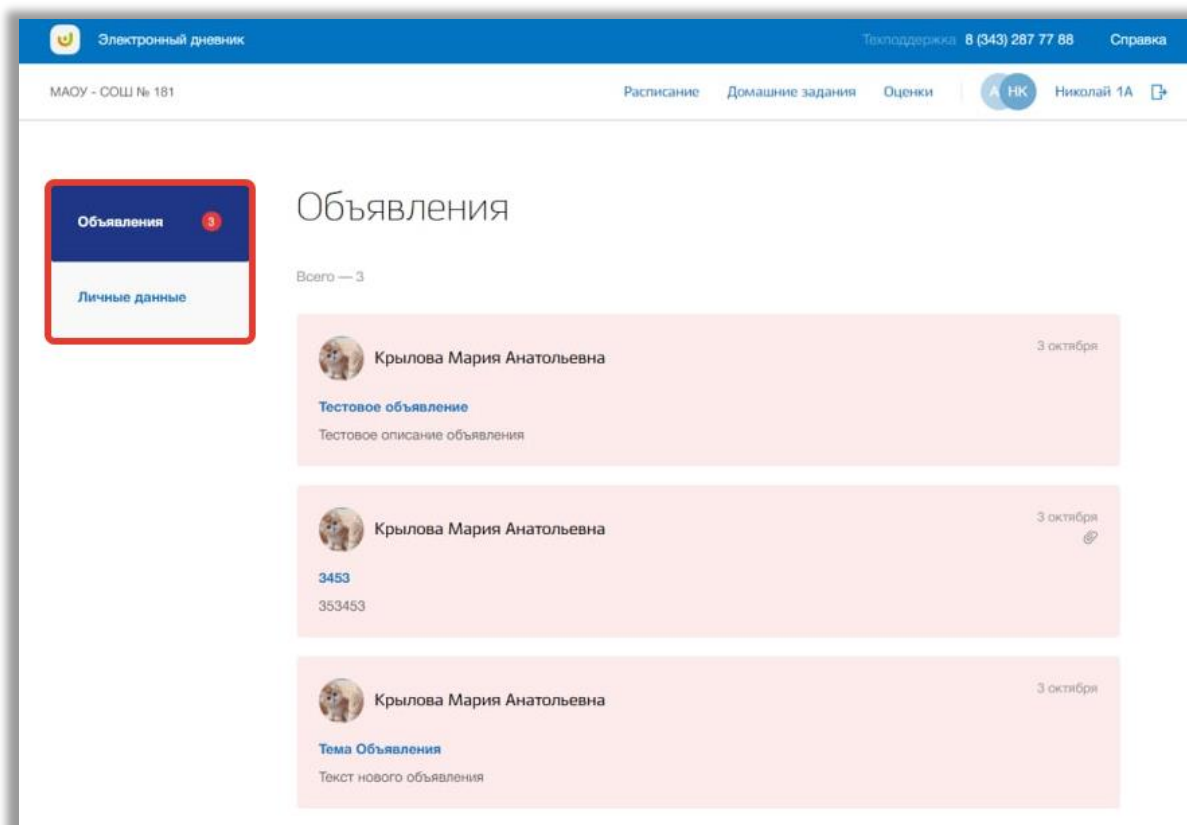 Электронный дневник
Техподдержка 8 (343) 287 77 88 Справка
МАОУ - СОШ № 181
Расписание Домашние задания Оценки А НК Николай 1А
Объявления 3
Личные данные
Объявления
Всего — 3
Крылова Мария Анатольевна
3 октября
Тестовое объявление
Тестовое описание объявления
Крылова Мария Анатольевна
3 октября
3453
353453
Крылова Мария Анатольевна
3 октября
Тема Объявления
Текст нового объявления